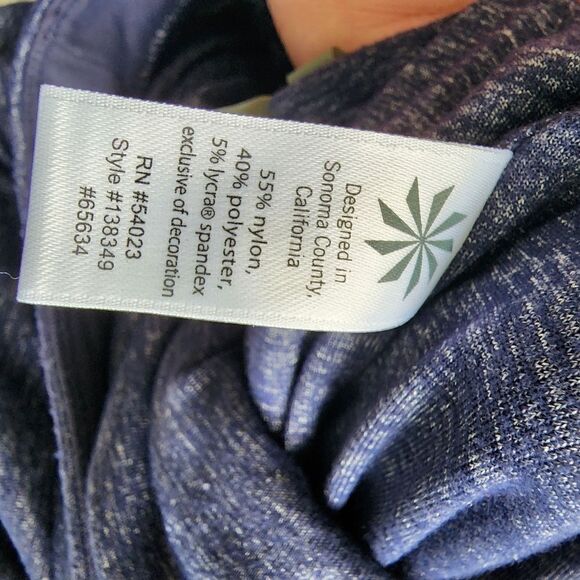 Designed in
Sonoma County,
California
55% nylon,
40% polyester,
5% lycra® spandex
exclusive of decoration
RN #54023
Style #138349
#65634